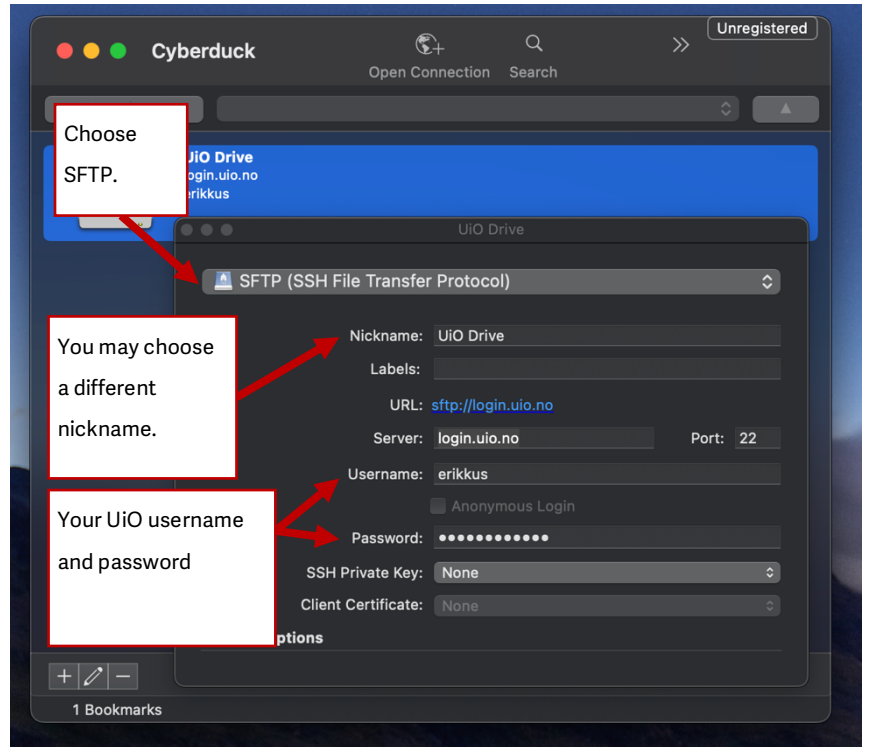 Unregistered
Cyberduck
Open Connection
Search
Choose
SFTP.
UiO Drive
login.uio.no
erikkus
UiO Drive
SFTP (SSH File Transfer Protocol)
You may choose
a different
nickname.
Nickname: UiO Drive
Labels:
URL: sftp://login.uio.no
Server: login.uio.no Port: 22
Username: erikkus
Anonymous Login
Your UiO username
and password
Password: ••••••••••••
SSH Private Key: None
Client Certificate: None
ptions
1 Bookmarks